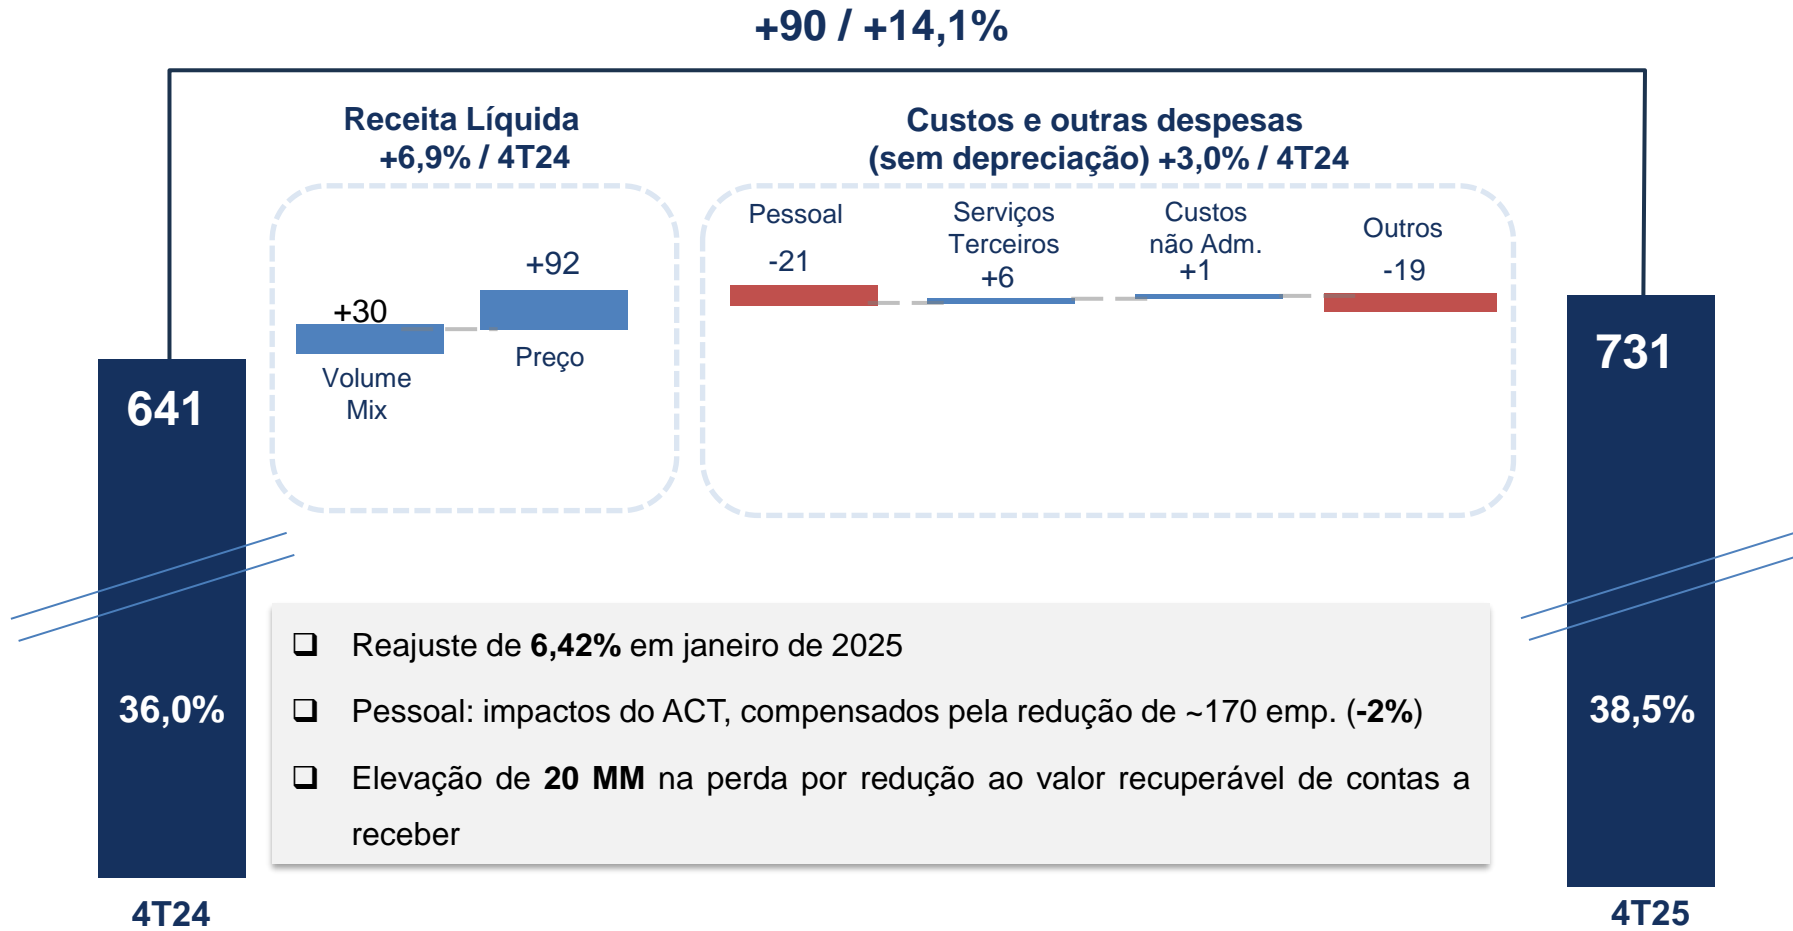 +90 / +14,1%
Receita Líquida
+6,9% / 4T24
Custos e outras despesas
(sem depreciação) +3,0% / 4T24
Pessoal
-21
Serviços
Terceiros
+6
Custos
não Adm.
+1
Outros
-19
+30
Volume
Mix
+92
Preço
641
36,0%
4T24
731
38,5%
4T25
❑ Reajuste de 6,42% em janeiro de 2025
❑ Pessoal: impactos do ACT, compensados pela redução de ~170 emp. (-2%)
❑ Elevação de 20 MM na perda por redução ao valor recuperável de contas a
receber